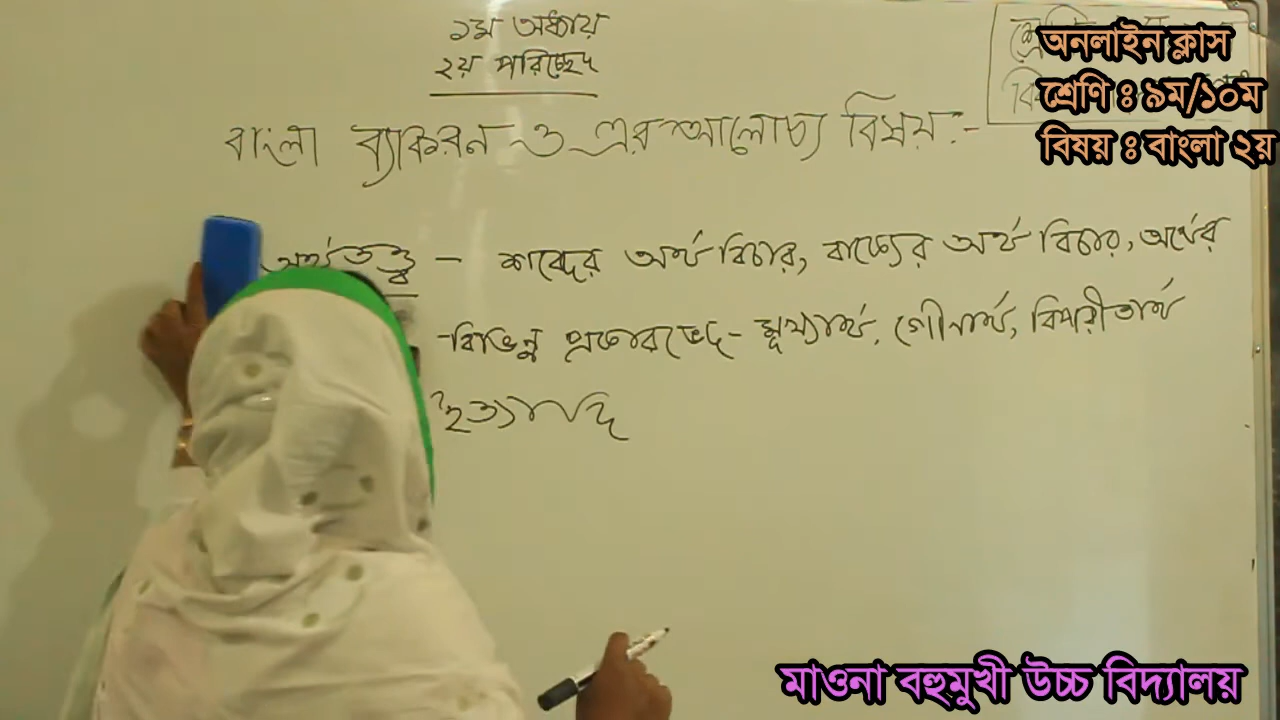 ১ম অধ্যায়
২য় পরিচ্ছেদ
বাংলা ব্যাকরন ও এর আলোচ্য বিষয় :-
অর্থতত্ত্ব - শব্দের অর্থ বিচার, বাক্যের অর্থ বিচার, অর্থের
-বিভিন্ন প্রকারভেদ- মুখ্যার্থ, গৌনার্থ, বিপরীতার্থ
ইত্যাদি
অনলাইন ক্লাস
শ্রেণি ঃ ৯ম/১০ম
বিষয় ঃ বাংলা ২য়
মাওনা বহুমুখী উচ্চ বিদ্যালয়